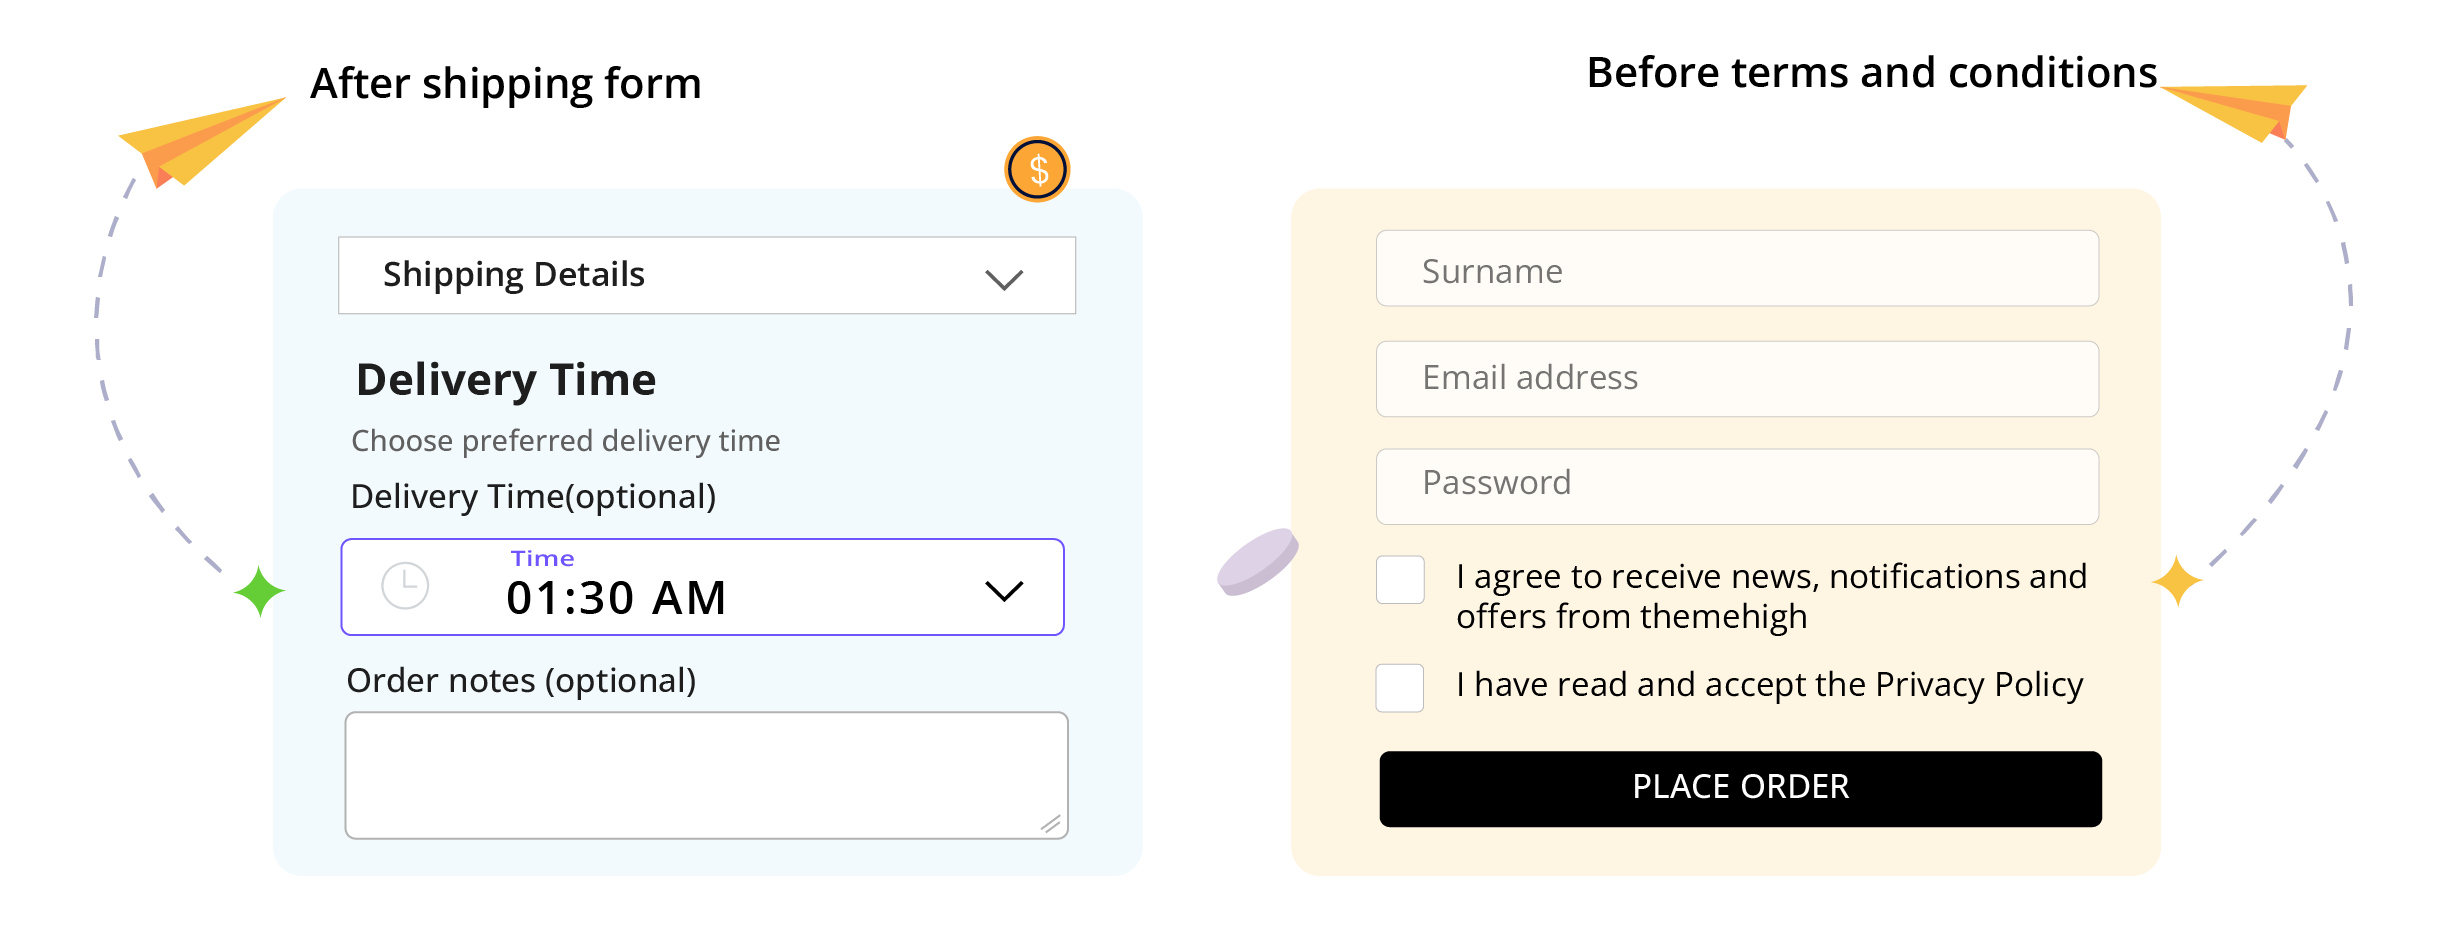 After shipping form
$
Shipping Details
Delivery Time
Choose preferred delivery time
Delivery Time(optional)
Time
01:30 AM
Order notes (optional)
Before terms and conditions
Surname
Email address
Password
I agree to receive news, notifications and
offers from themehigh
I have read and accept the Privacy Policy
PLACE ORDER